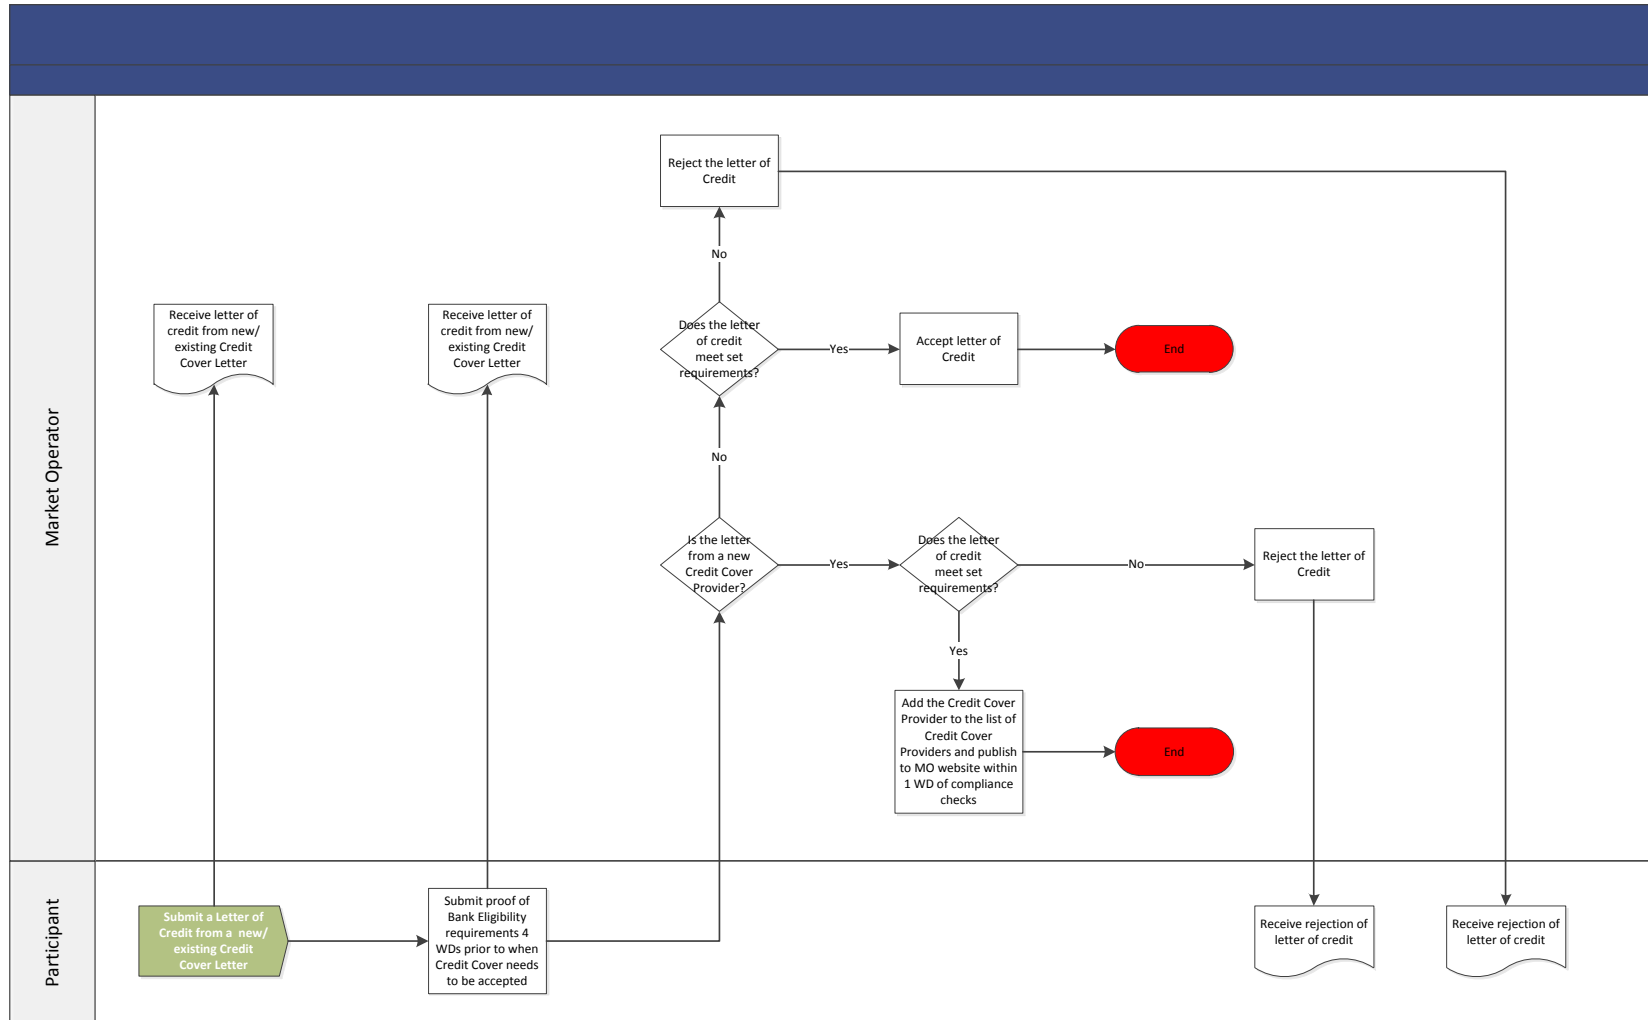 Market Operator
Reject the letter of
Credit
No
Receive letter of
credit from new/
existing Credit
Cover Letter
Receive letter of
credit from new/
existing Credit
Cover Letter
Does the letter
of credit
meet set
requirements?
Yes
Accept letter of
Credit
End
No
Is the letter
from a new
Credit Cover
Provider?
Yes
Does the letter
of credit
meet set
requirements?
No
Reject the letter of
Credit
Yes
Add the Credit Cover
Provider to the list of
Credit Cover
Providers and publish
to MO website within
1 WD of compliance
checks
End
Participant
Submit a Letter of
Credit from a  new/
existing Credit
Cover Letter
Submit proof of
Bank Eligibility
requirements 4
WDs prior to when
Credit Cover needs
to be accepted
Receive rejection of
letter of credit
Receive rejection of
letter of credit